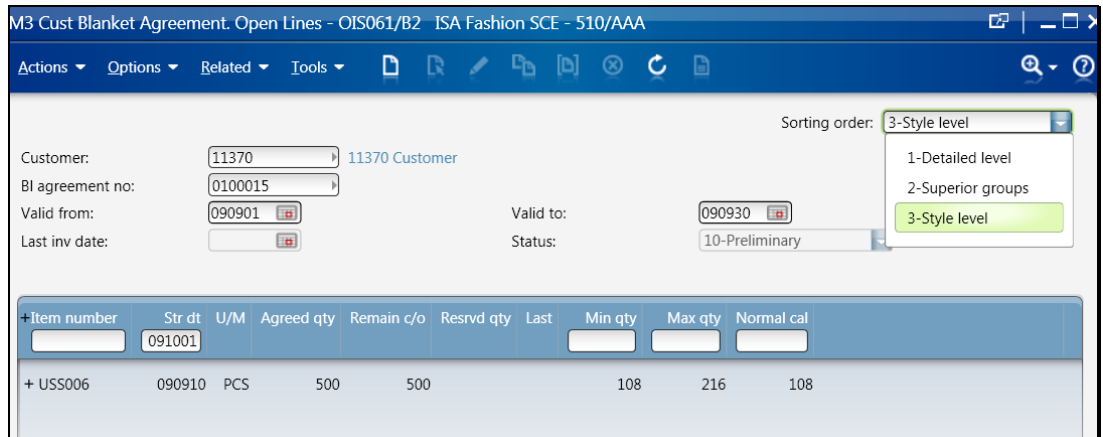 M3 Cust Blanket Agreement. Open Lines - OIS061/B2 ISA Fashion SCE - 510/AAA
Actions Options Related Tools
Sorting order: 3-Style level
1-Detailed level
2-Superior groups
3-Style level
Customer: 11370 11370 Customer
Bl agreement no: 0100015
Valid from: 090901 Valid to: 090930
Last inv date: Status: 10-Preliminary
+Item number Str dt U/M Agreed qty Remain c/o Resrvd qty Last Min qty Max qty Normal cal
091001
+ USS006 090910 PCS 500 500 108 216 108